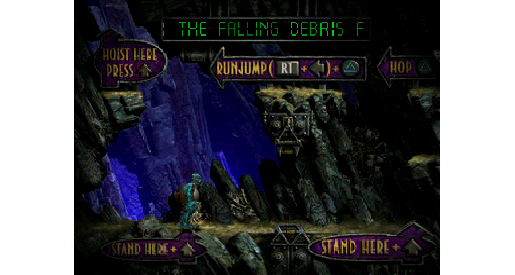 THE FALLING DEBRIS F
HOIST HERE
PRESS
RUNJUMP( R1 + ) +
HOP
STAND HERE +
STAND HERE +